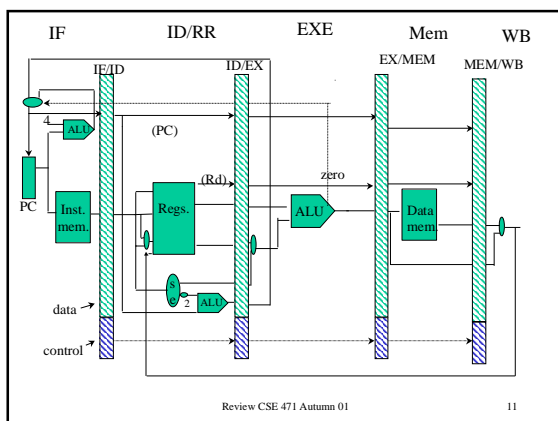 IF ID/RR EXE Mem WB
IF/ID ID/EX EX/MEM MEM/WB
4
ALU
(PC)
(Rd) zero
PC
Inst. mem.
Regs.
ALU
Data mem.
s e
2
ALU
data
control
Review CSE 471 Autumn 01 11